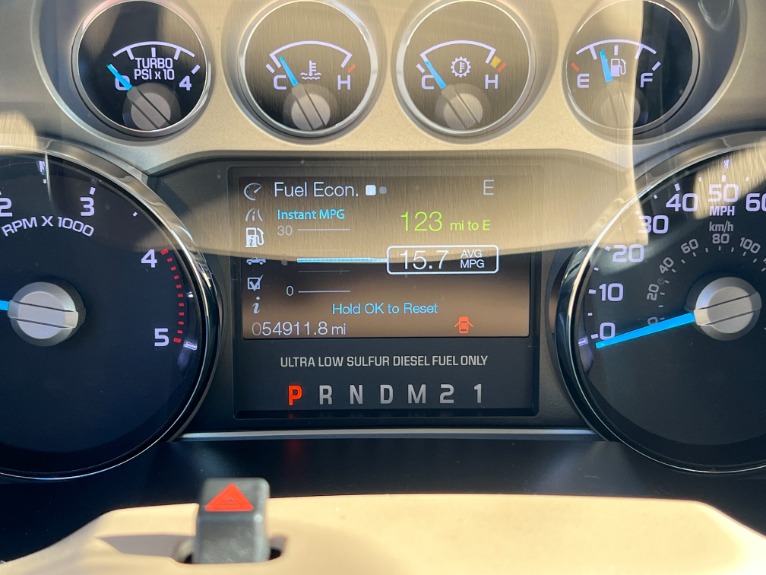 TURBO
PSI x 10
0 4
C H
C H
E F
2 3 4 5
RPM X 1000
Fuel Econ. E
Instant MPG
30
123 mi to E
15.7 AVG MPG
0
Hold OK to Reset
054911.8 mi
ULTRA LOW SULFUR DIESEL FUEL ONLY
P R N D M 2 1
0 10 20 30 40 50 60
MPH
km/h
0 20 40 60 80 100